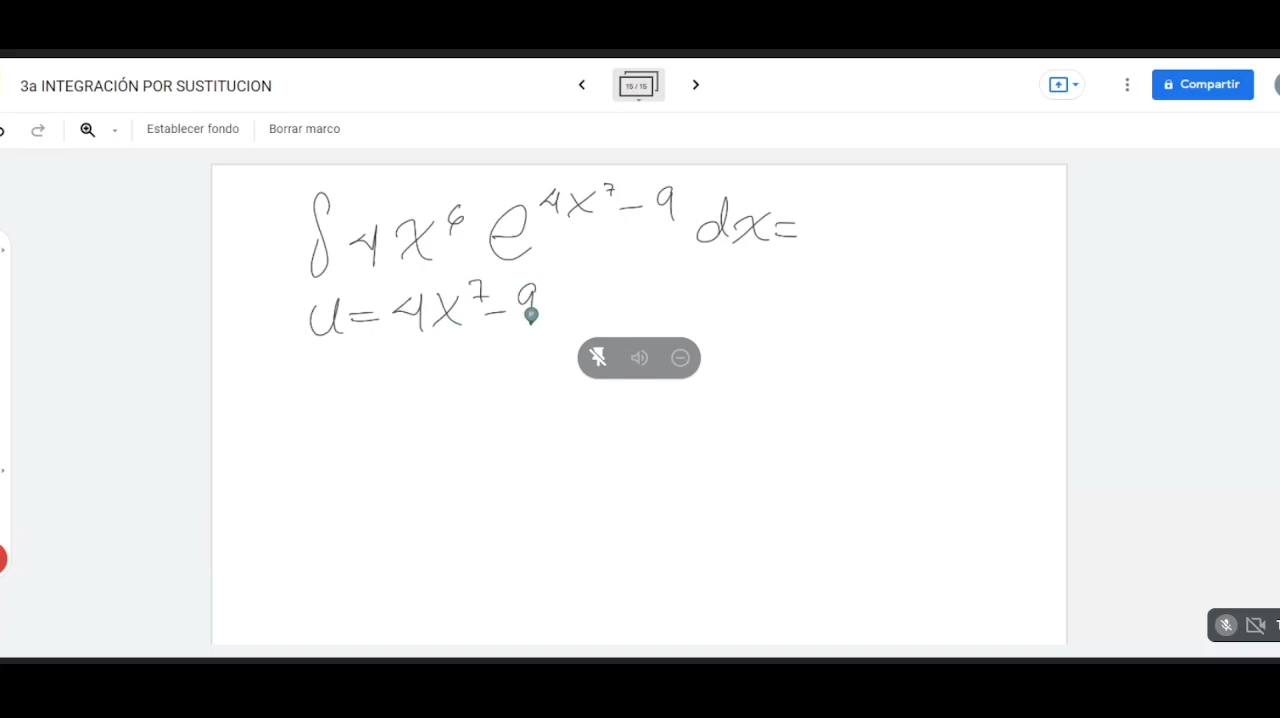 3a INTEGRACIÓN POR SUSTITUCION
15 / 15
Compartir
Establecer fondo
Borrar marco
∫4x⁶ e^(4x⁷-9) dx=
u=4x⁷-9